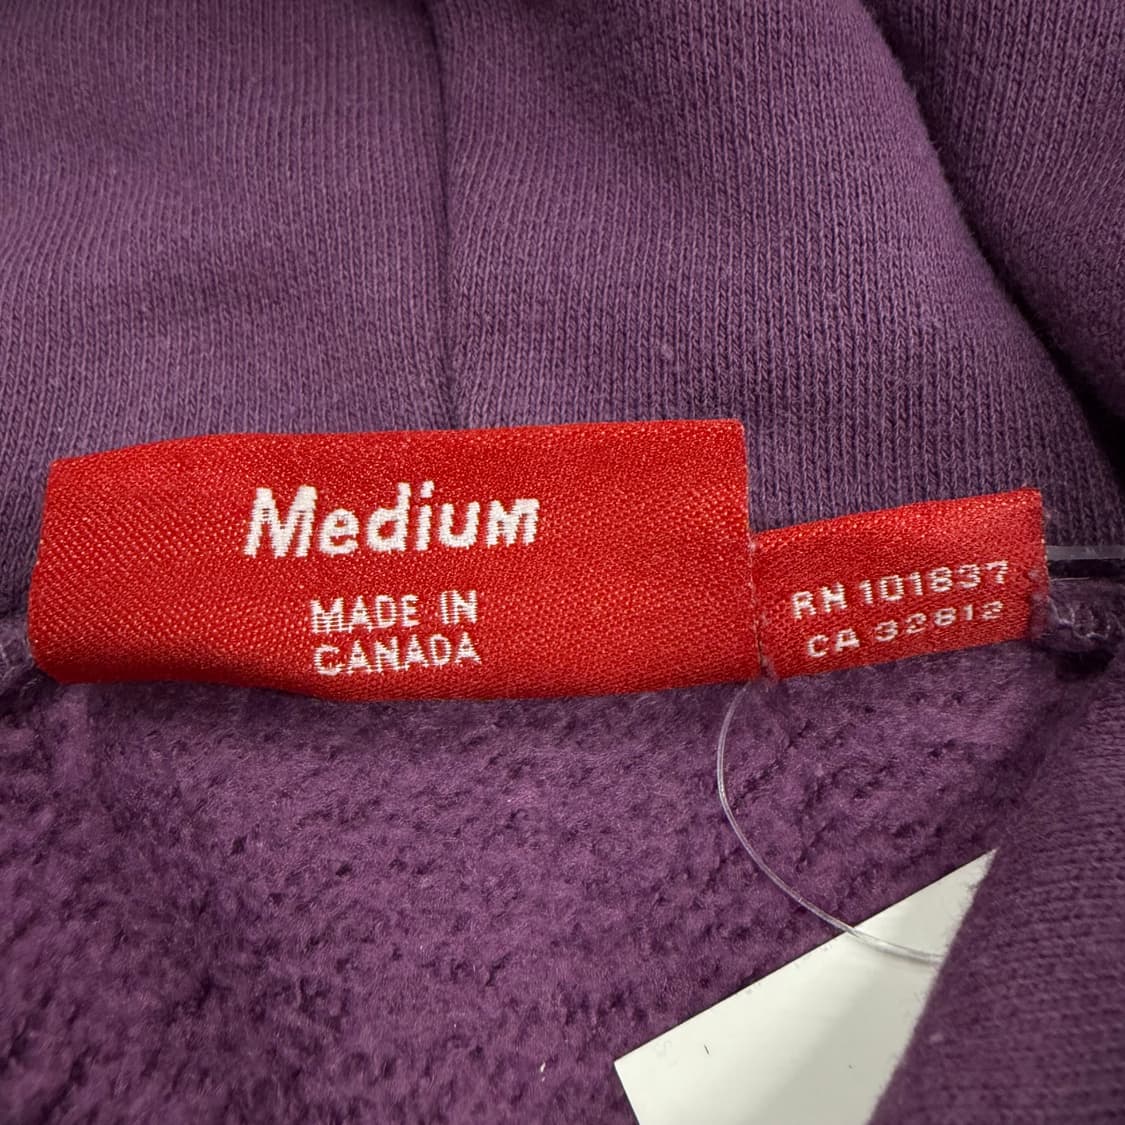 Medium
MADE IN
CANADA
RN 101837
CA 32812